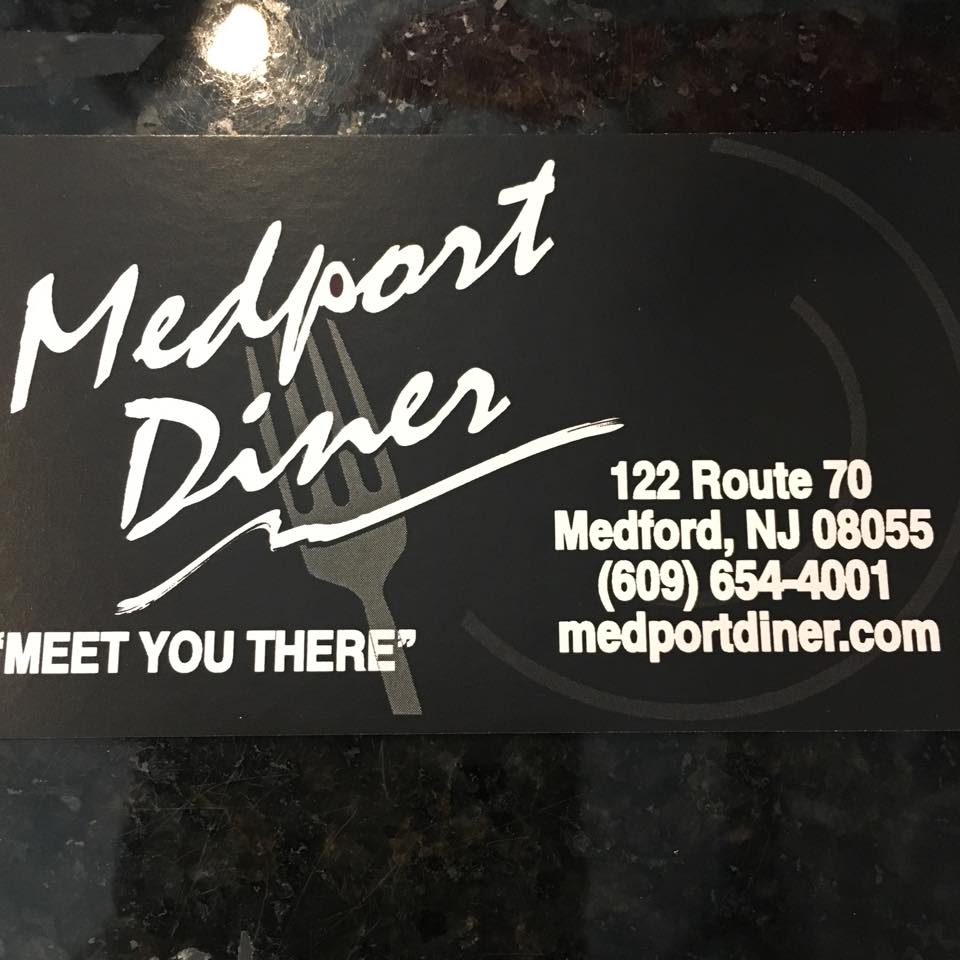 Medport
Diner
"MEET YOU THERE"
122 Route 70
Medford, NJ 08055
(609) 654-4001
medportdiner.com